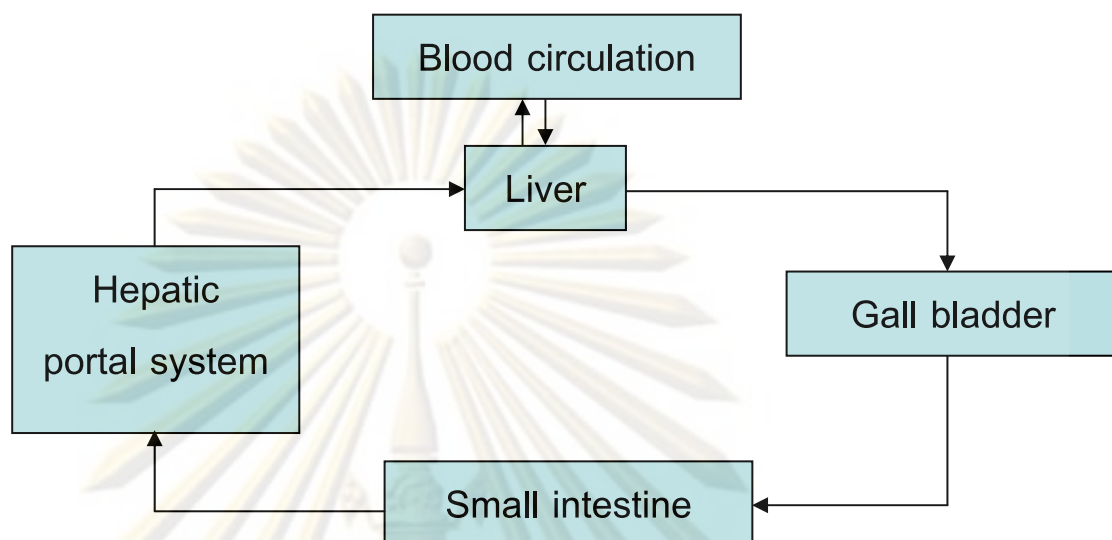 Blood circulation
Liver
Hepatic
portal system
Gall bladder
Small intestine